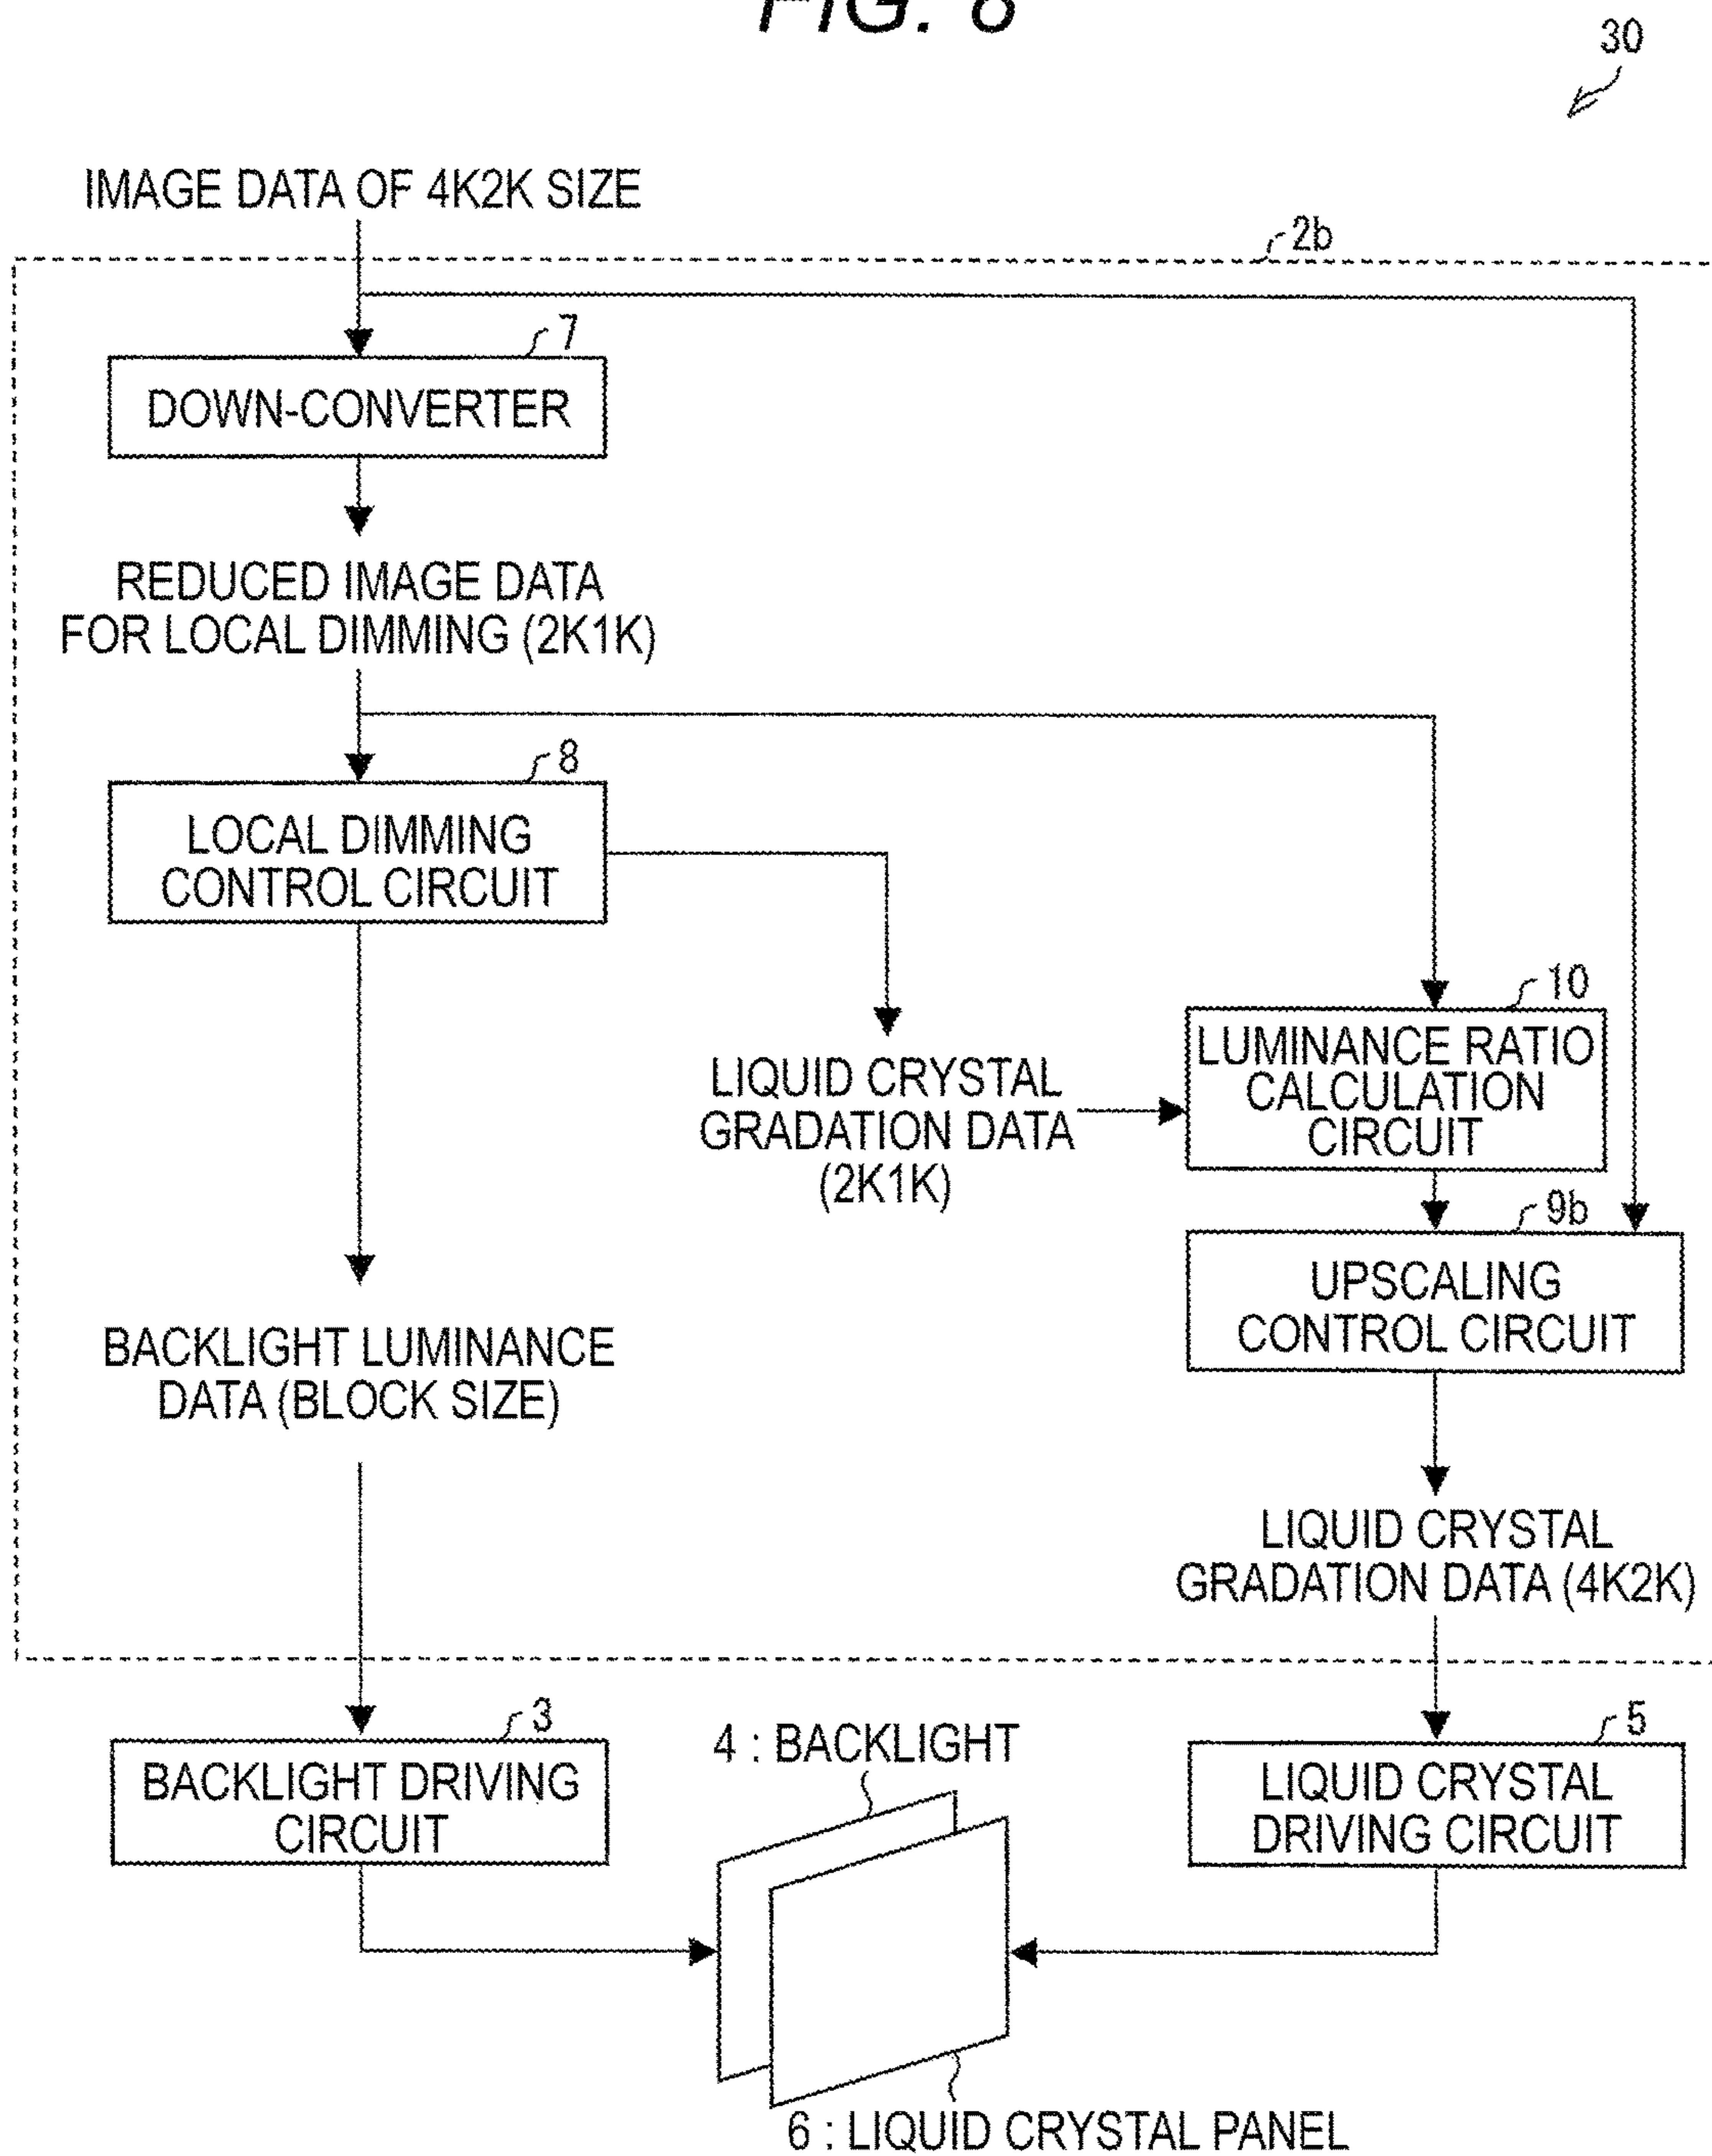 FIG. 8
30
IMAGE DATA OF 4K2K SIZE
2b
7
DOWN-CONVERTER
REDUCED IMAGE DATA
FOR LOCAL DIMMING (2K1K)
8
LOCAL DIMMING
CONTROL CIRCUIT
10
LUMINANCE RATIO
CALCULATION
CIRCUIT
LIQUID CRYSTAL
GRADATION DATA
(2K1K)
9b
UPSCALING
CONTROL CIRCUIT
BACKLIGHT LUMINANCE
DATA (BLOCK SIZE)
LIQUID CRYSTAL
GRADATION DATA (4K2K)
3
BACKLIGHT DRIVING
CIRCUIT
4 : BACKLIGHT
5
LIQUID CRYSTAL
DRIVING CIRCUIT
6 : LIQUID CRYSTAL PANEL